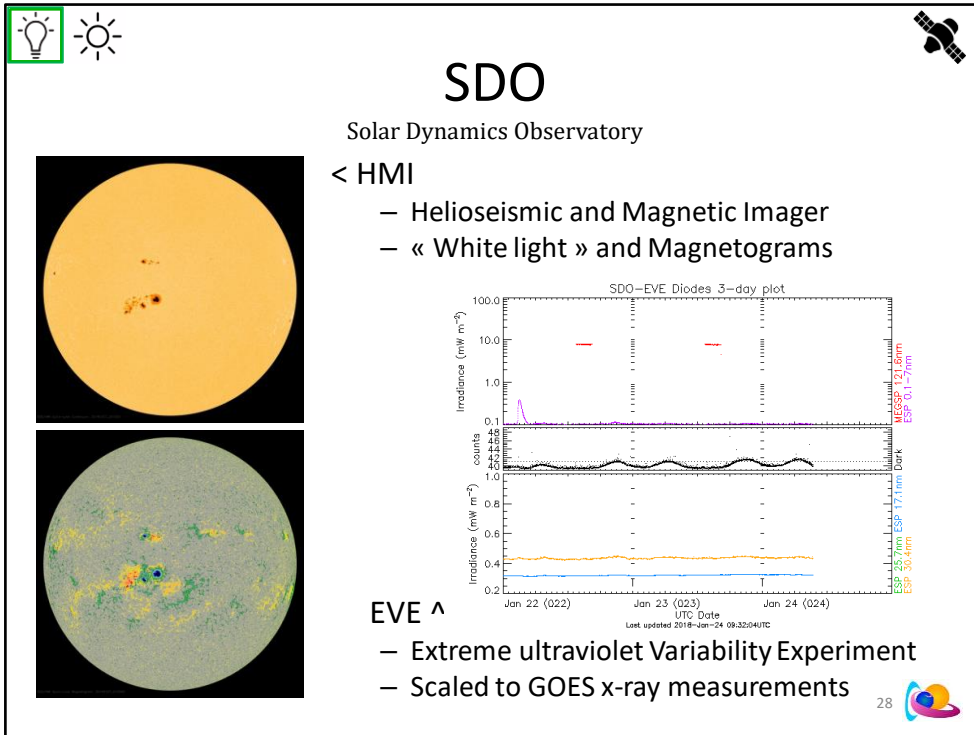 SDO
Solar Dynamics Observatory
< HMI
– Helioseismic and Magnetic Imager
– « White light » and Magnetograms
SDO-EVE Diodes 3-day plot
Irradiance (mW m⁻²)
100.0
10.0
1.0
0.1
MEGSP 121.6nm
ESP 0.1-7nm
counts
48
46
44
42
40
Dark
Irradiance (mW m⁻²)
1.0
0.8
0.6
0.4
0.2
ESP 25.7nm ESP 17.1nm
ESP 30.4nm
Jan 22 (022)
Jan 23 (023)
Jan 24 (024)
UTC Date
Last updated 2018-Jan-24 09:32:04UTC
EVE ^
– Extreme ultraviolet Variability Experiment
– Scaled to GOES x-ray measurements
28